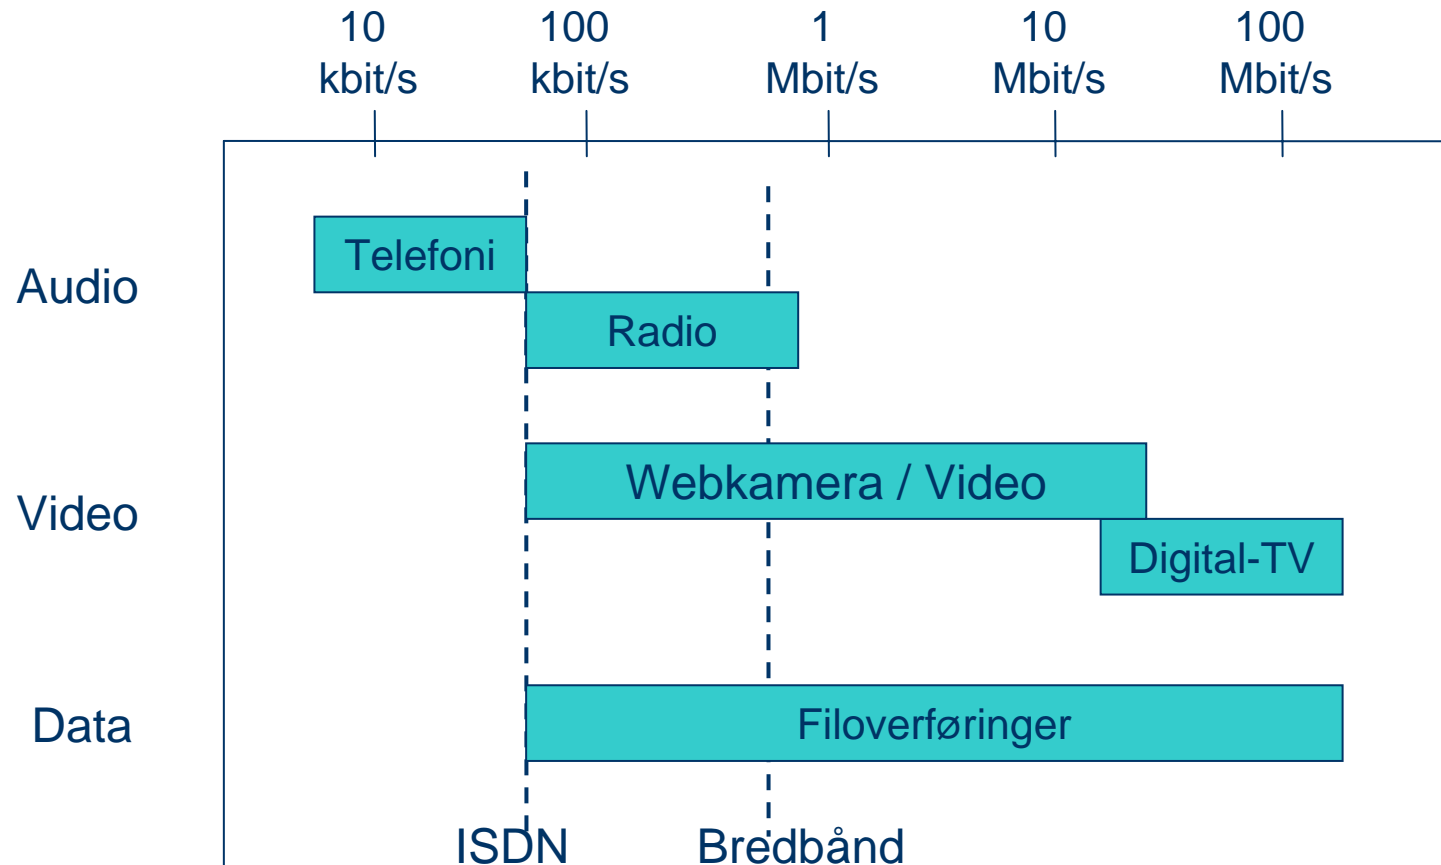 10 100 1 10 100
kbit/s kbit/s Mbit/s Mbit/s Mbit/s
Audio
Telefoni
Radio
Video
Webkamera / Video
Digital-TV
Data
Filoverføringer
ISDN Bredbånd